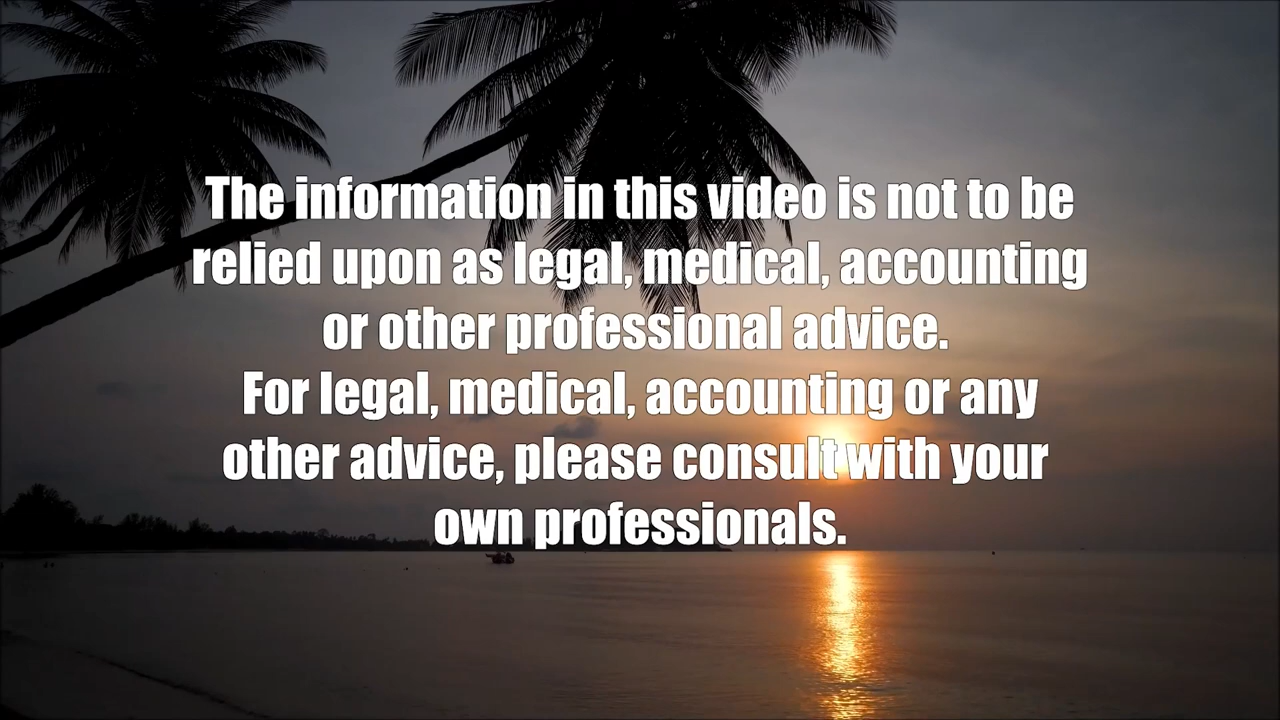 The information in this video is not to be
relied upon as legal, medical, accounting
or other professional advice.
For legal, medical, accounting or any
other advice, please consult with your
own professionals.